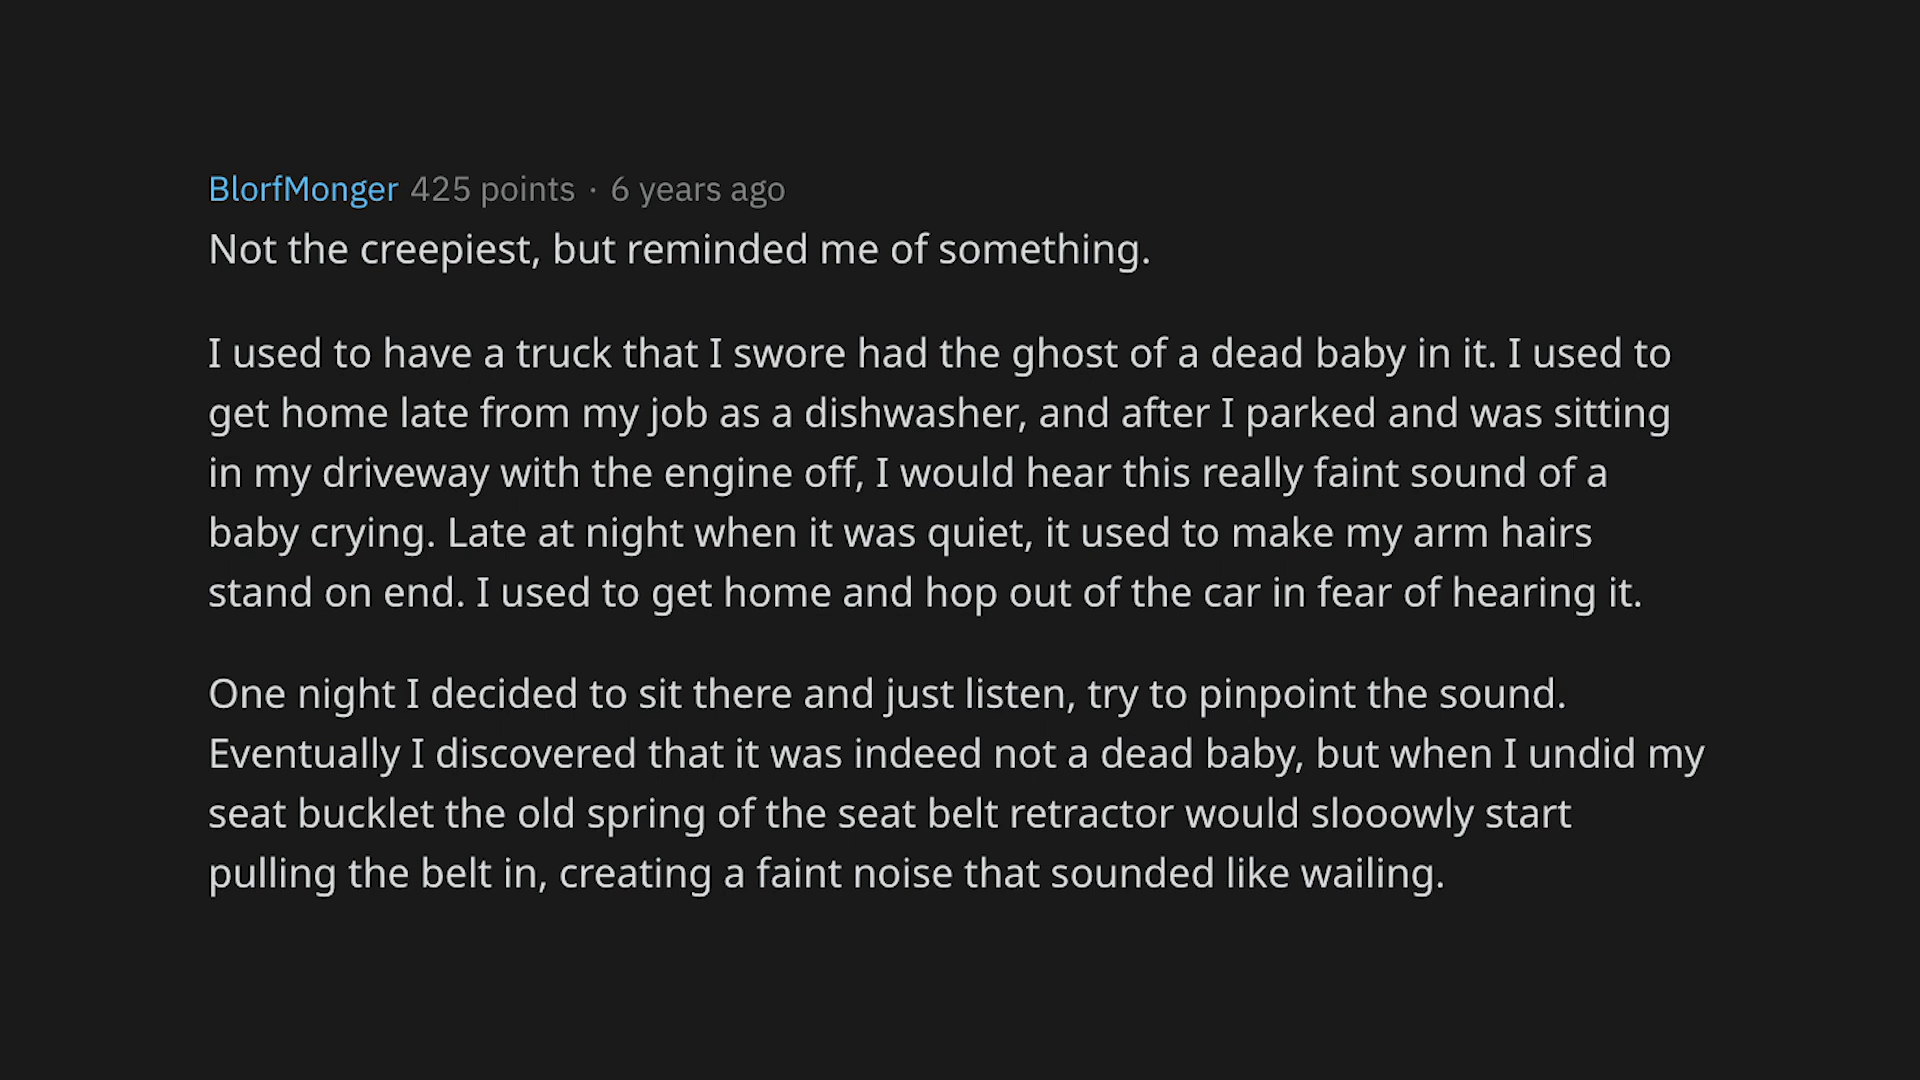 BlorfMonger 425 points · 6 years ago
Not the creepiest, but reminded me of something.
I used to have a truck that I swore had the ghost of a dead baby in it. I used to
get home late from my job as a dishwasher, and after I parked and was sitting
in my driveway with the engine off, I would hear this really faint sound of a
baby crying. Late at night when it was quiet, it used to make my arm hairs
stand on end. I used to get home and hop out of the car in fear of hearing it.
One night I decided to sit there and just listen, try to pinpoint the sound.
Eventually I discovered that it was indeed not a dead baby, but when I undid my
seat bucklet the old spring of the seat belt retractor would slooowly start
pulling the belt in, creating a faint noise that sounded like wailing.